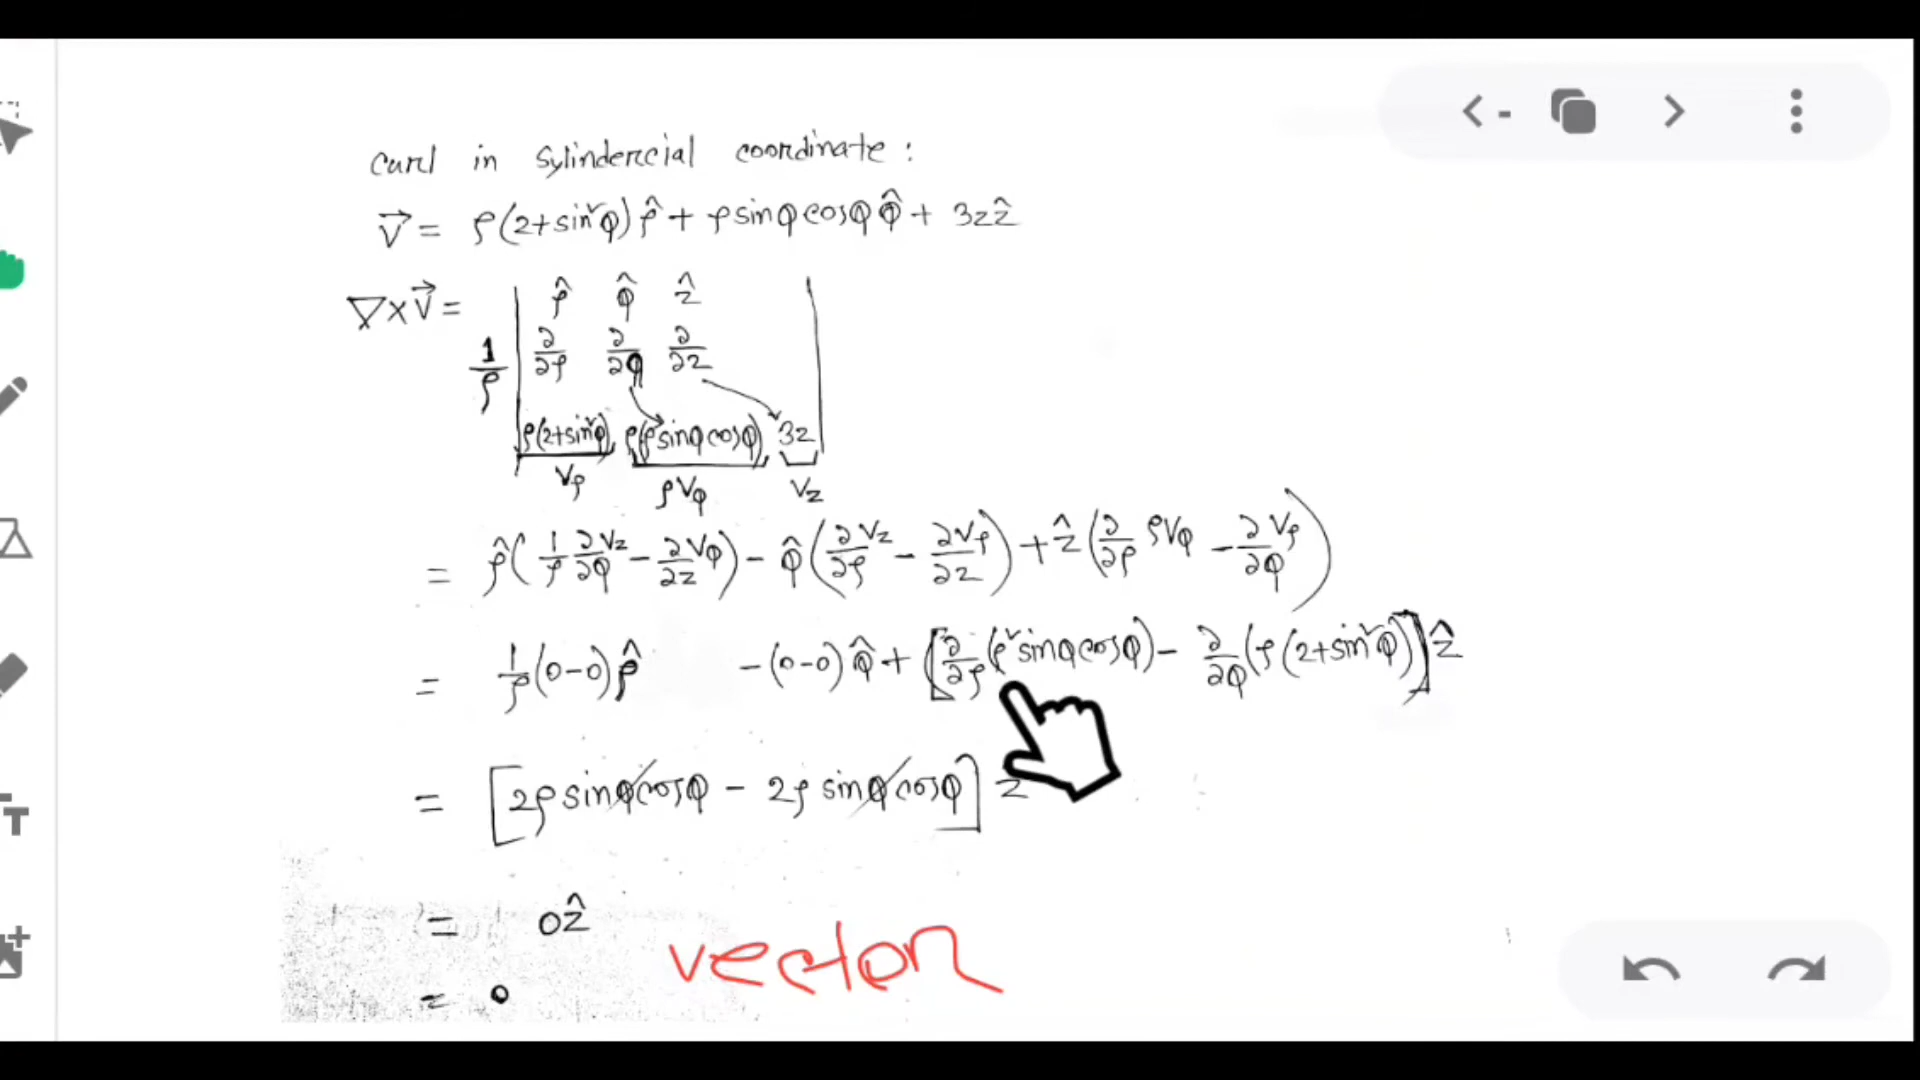 Curl in Sylindercial coordinate :
V⃗ = ρ(2+sin²φ) ρ̂ + ρ sinφ cosφ φ̂ + 3z ẑ
∇×V⃗ = 1/ρ | ρ̂ φ̂ ẑ
∂/∂ρ ∂/∂φ ∂/∂z
ρ(2+sin²φ), ρ(ρ sinφ cosφ) 3z |
Vρ ρVφ Vz
= ρ̂ ( 1/ρ ∂Vz/∂φ − ∂Vφ/∂z ) − φ̂ ( ∂Vz/∂ρ − ∂Vρ/∂z ) + ẑ ( ∂/∂ρ ρVφ − ∂Vρ/∂φ )
= 1/ρ (0−0) ρ̂ −(0−0) φ̂ + [ ∂/∂ρ (ρ² sinφ cosφ) − ∂/∂φ (ρ(2+sin²φ) ] ẑ
= [ 2ρ sinφ cosφ − 2ρ sinφ cosφ ] z
= 0ẑ
= 0
vector
T